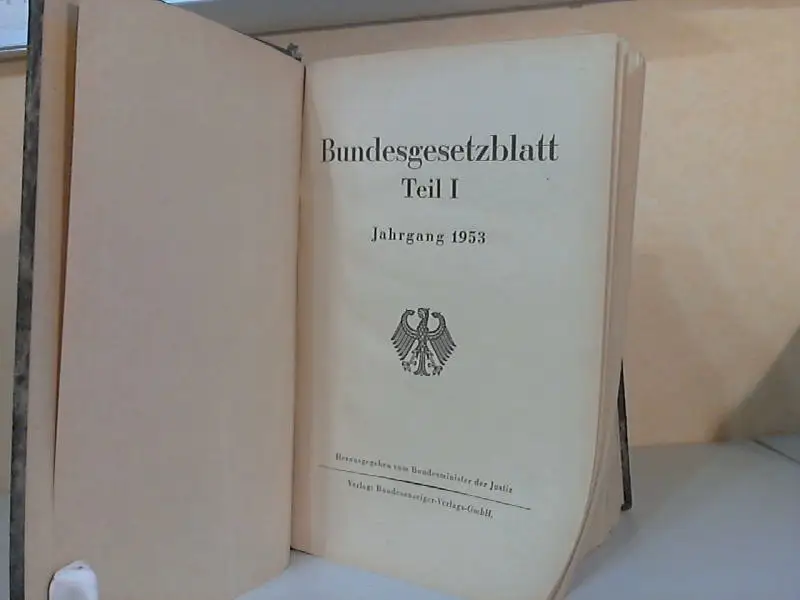 Bundesgesetzblatt
Teil I
Jahrgang 1953
Herausgegeben vom Bundesminister der Justiz
Verlag: Bundesanzeiger-Verlags-GmbH.